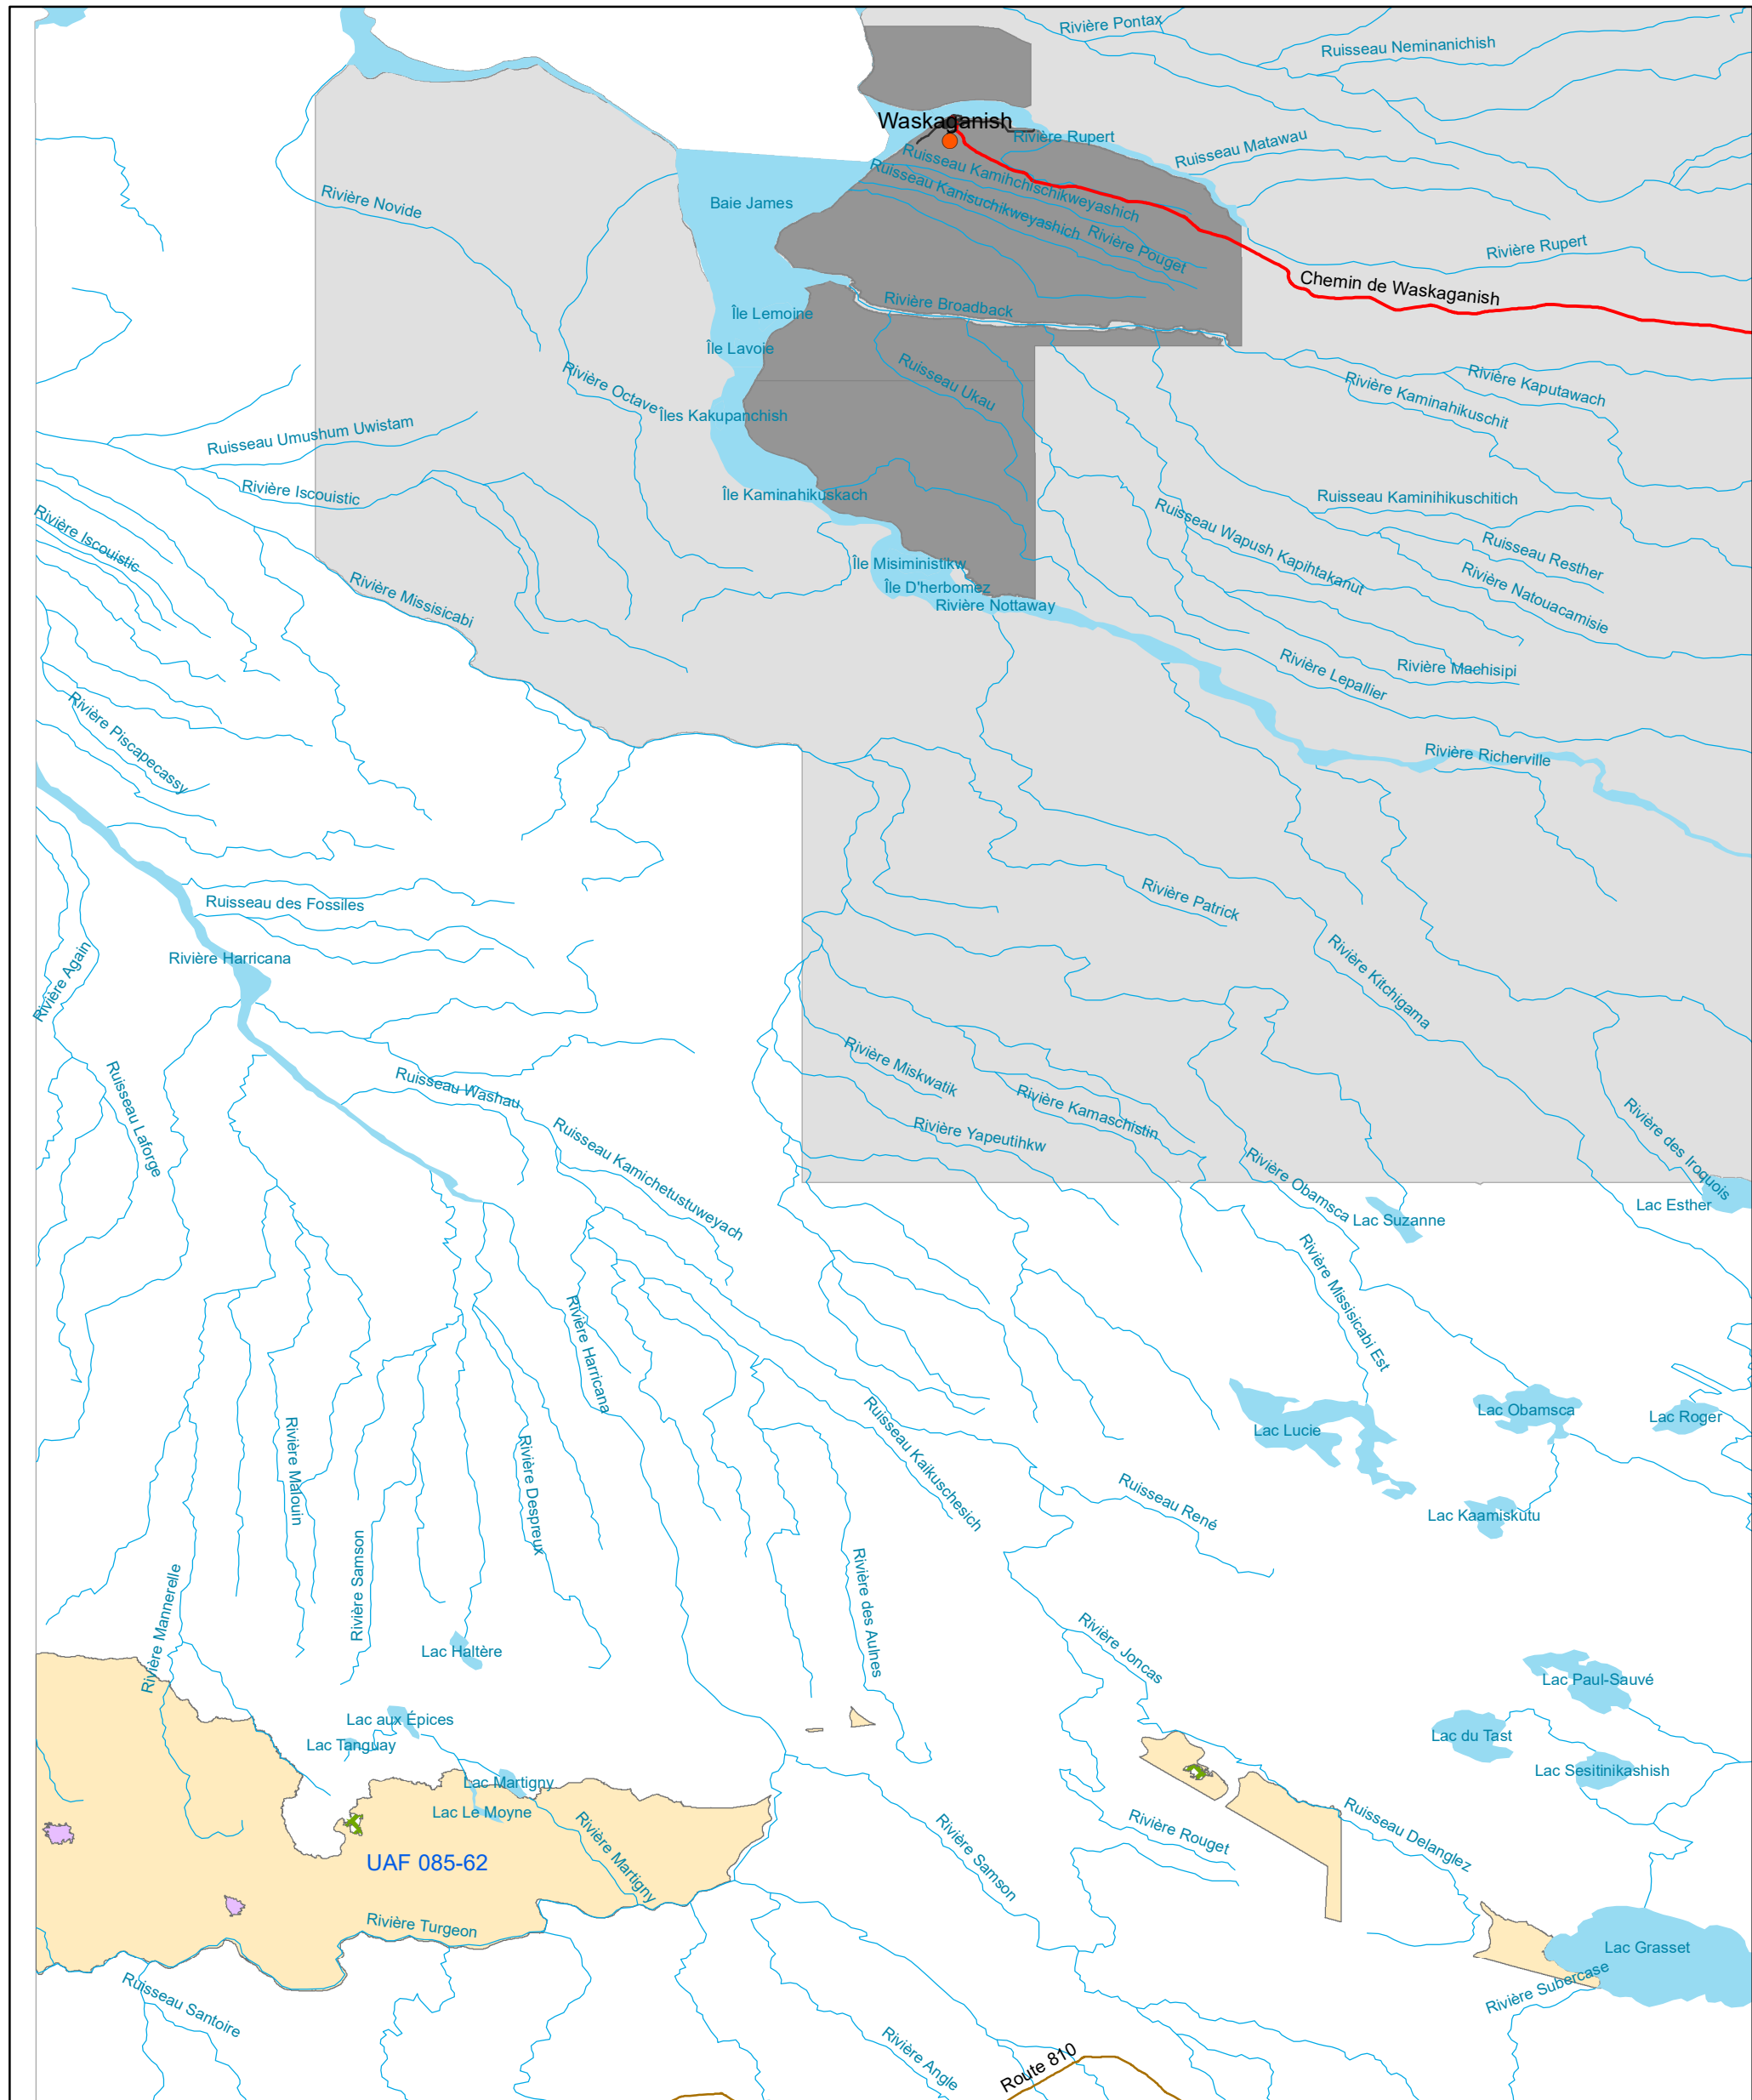 Rivière Pontax
Ruisseau Neminanichish
Waskaganish
Rivière Rupert
Ruisseau Matawau
Ruisseau Kamihchischikweyashich
Ruisseau Kanisuchikweyashich
Rivière Pouget
Rivière Novide
Baie James
Rivière Rupert
Chemin de Waskaganish
Rivière Broadback
Île Lemoine
Île Lavoie
Ruisseau Ukau
Rivière Octave
Îles Kakupanchish
Rivière Kaputawach
Rivière Kaminahikuschit
Ruisseau Umushum Uwistam
Rivière Iscouistic
Île Kaminahikuskach
Ruisseau Kaminihikuschitich
Rivière Iscouistic
Ruisseau Wapush Kapihtakanut
Ruisseau Resther
Rivière Natouacamisie
Île Misiministikw
Île D'herbomez
Rivière Nottaway
Rivière Missisicabi
Rivière Lepallier
Rivière Machisipi
Rivière Piscapecassy
Rivière Richerville
Ruisseau des Fossiles
Rivière Patrick
Rivière Harricana
Rivière Again
Rivière Kitchigama
Ruisseau Laforge
Ruisseau Washau
Rivière Miskwatik
Rivière Kamaschistin
Rivière Yapeutihkw
Ruisseau Kamichetustuweyach
Rivière des Iroquois
Rivière Obamsca
Lac Suzanne
Lac Esther
Rivière Missisicabi Est
Rivière Harricana
Lac Lucie
Lac Obamsca
Lac Roger
Rivière Malouin
Rivière Despreux
Ruisseau Kaikuschesich
Ruisseau René
Lac Kaamiskutu
Rivière Samson
Rivière Mannerelle
Rivière des Aulnes
Lac Haltère
Rivière Joncas
Lac Paul-Sauvé
Lac aux Épices
Lac Tanguay
Lac du Tast
Lac Sesitinikashish
Lac Martigny
Lac Le Moyne
Rivière Martigny
Rivière Samson
Rivière Rouget
Ruisseau Delanglez
UAF 085-62
Rivière Turgeon
Lac Grasset
Rivière Subercase
Ruisseau Santoire
Rivière Angle
Route 810